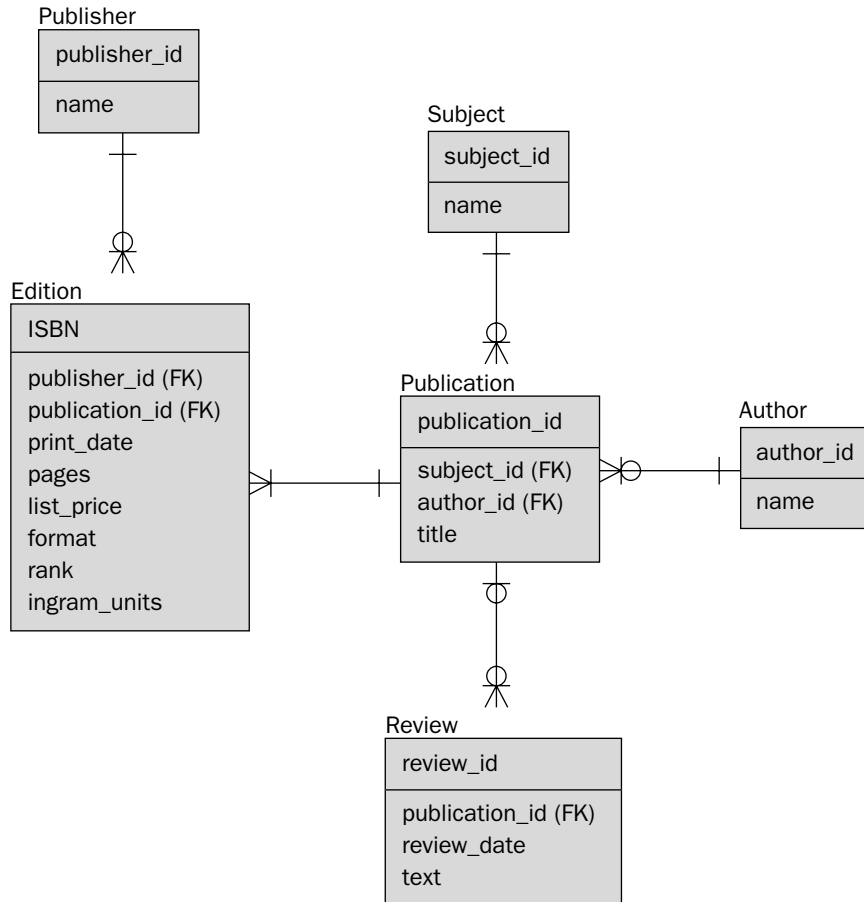 Publisher
publisher_id
name
Subject
subject_id
name
Edition
ISBN
publisher_id (FK)
publication_id (FK)
print_date
pages
list_price
format
rank
ingram_units
Publication
publication_id
subject_id (FK)
author_id (FK)
title
Author
author_id
name
Review
review_id
publication_id (FK)
review_date
text